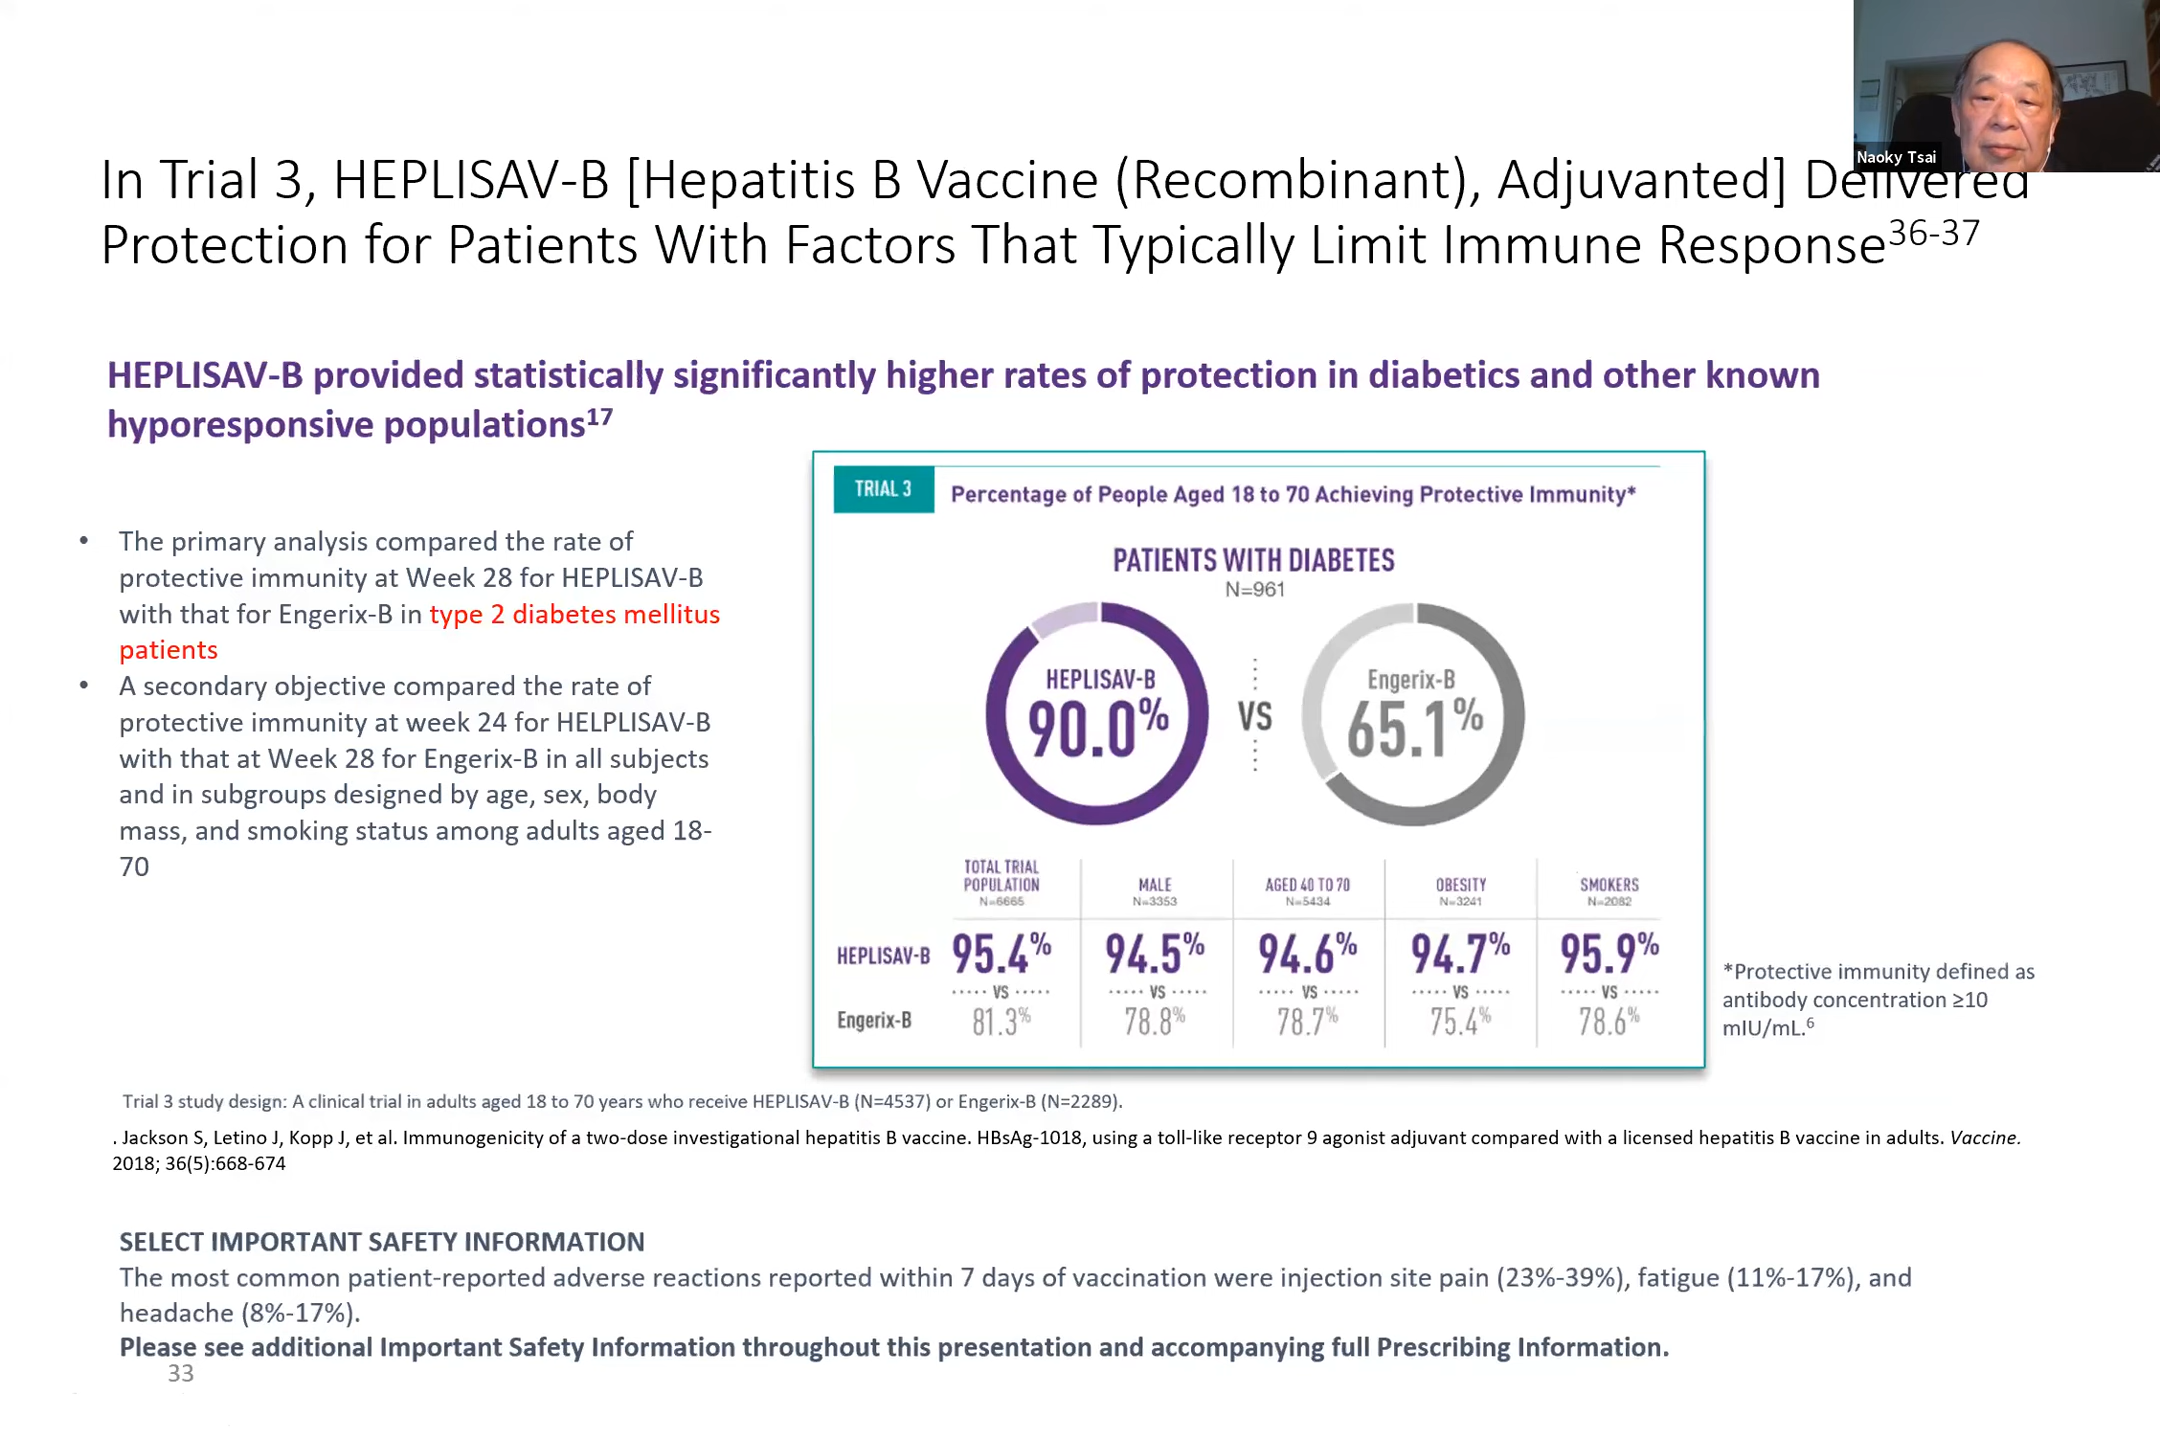 Naoky Tsai
In Trial 3, HEPLISAV-B [Hepatitis B Vaccine (Recombinant), Adjuvanted] Delivered
Protection for Patients With Factors That Typically Limit Immune Response36-37
HEPLISAV-B provided statistically significantly higher rates of protection in diabetics and other known
hyporesponsive populations17
• The primary analysis compared the rate of
protective immunity at Week 28 for HEPLISAV-B
with that for Engerix-B in type 2 diabetes mellitus
patients
• A secondary objective compared the rate of
protective immunity at week 24 for HELPLISAV-B
with that at Week 28 for Engerix-B in all subjects
and in subgroups designed by age, sex, body
mass, and smoking status among adults aged 18-
70
TRIAL 3 Percentage of People Aged 18 to 70 Achieving Protective Immunity*
PATIENTS WITH DIABETES
N=961
HEPLISAV-B
90.0%
VS
Engerix-B
65.1%
TOTAL TRIAL
POPULATION
N=6665
MALE
N=3353
AGED 40 TO 70
N=5434
OBESITY
N=3241
SMOKERS
N=2082
HEPLISAV-B 95.4% 94.5% 94.6% 94.7% 95.9%
VS VS VS VS VS
Engerix-B 81.3% 78.8% 78.7% 75.4% 78.6%
*Protective immunity defined as
antibody concentration ≥10
mIU/mL.6
Trial 3 study design: A clinical trial in adults aged 18 to 70 years who receive HEPLISAV-B (N=4537) or Engerix-B (N=2289).
. Jackson S, Letino J, Kopp J, et al. Immunogenicity of a two-dose investigational hepatitis B vaccine. HBsAg-1018, using a toll-like receptor 9 agonist adjuvant compared with a licensed hepatitis B vaccine in adults. Vaccine.
2018; 36(5):668-674
SELECT IMPORTANT SAFETY INFORMATION
The most common patient-reported adverse reactions reported within 7 days of vaccination were injection site pain (23%-39%), fatigue (11%-17%), and
headache (8%-17%).
Please see additional Important Safety Information throughout this presentation and accompanying full Prescribing Information.
33